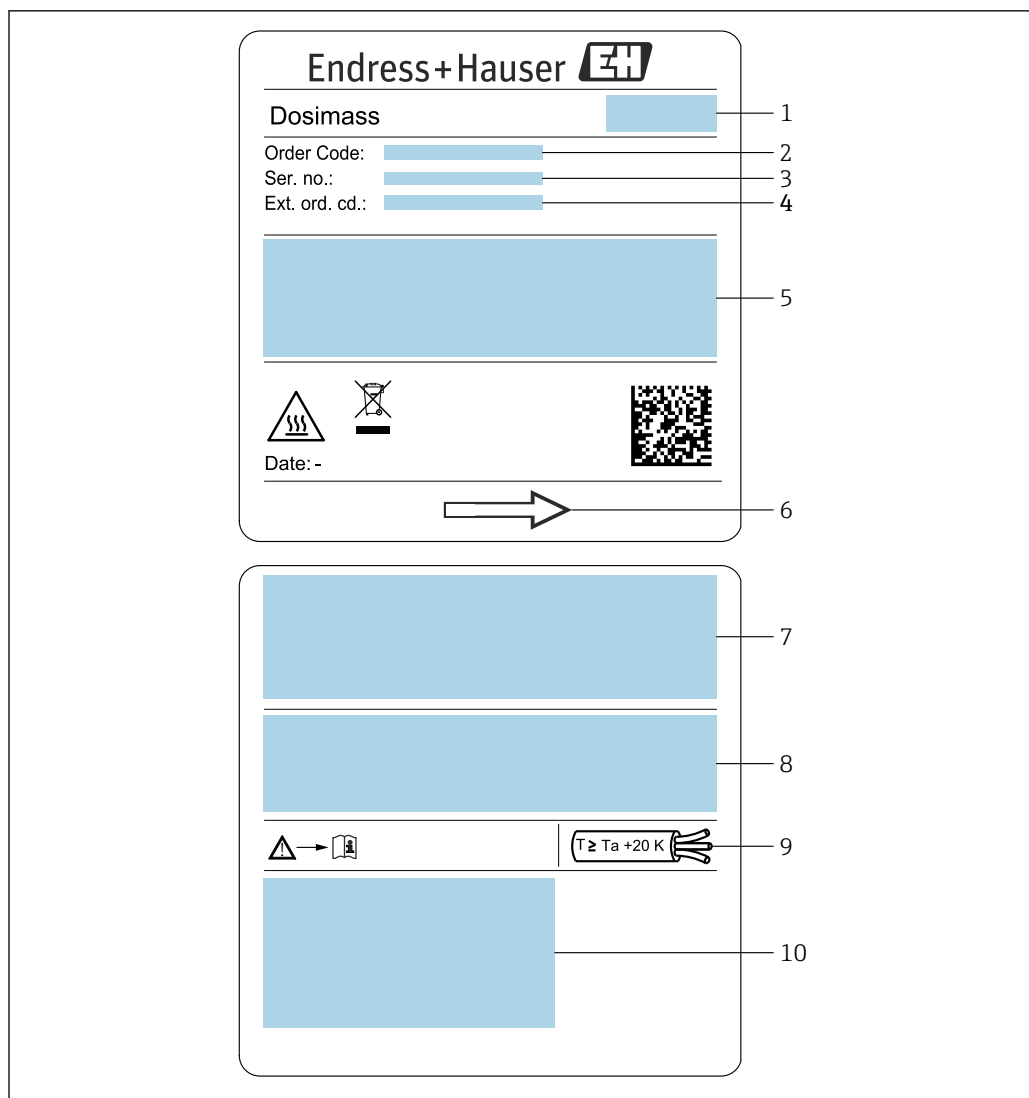 Endress+Hauser EH
Dosimass
1
Order Code:
2
Ser. no.:
3
Ext. ord. cd.:
4
5
Date: -
6
7
8
T ≥ Ta +20 K
9
10